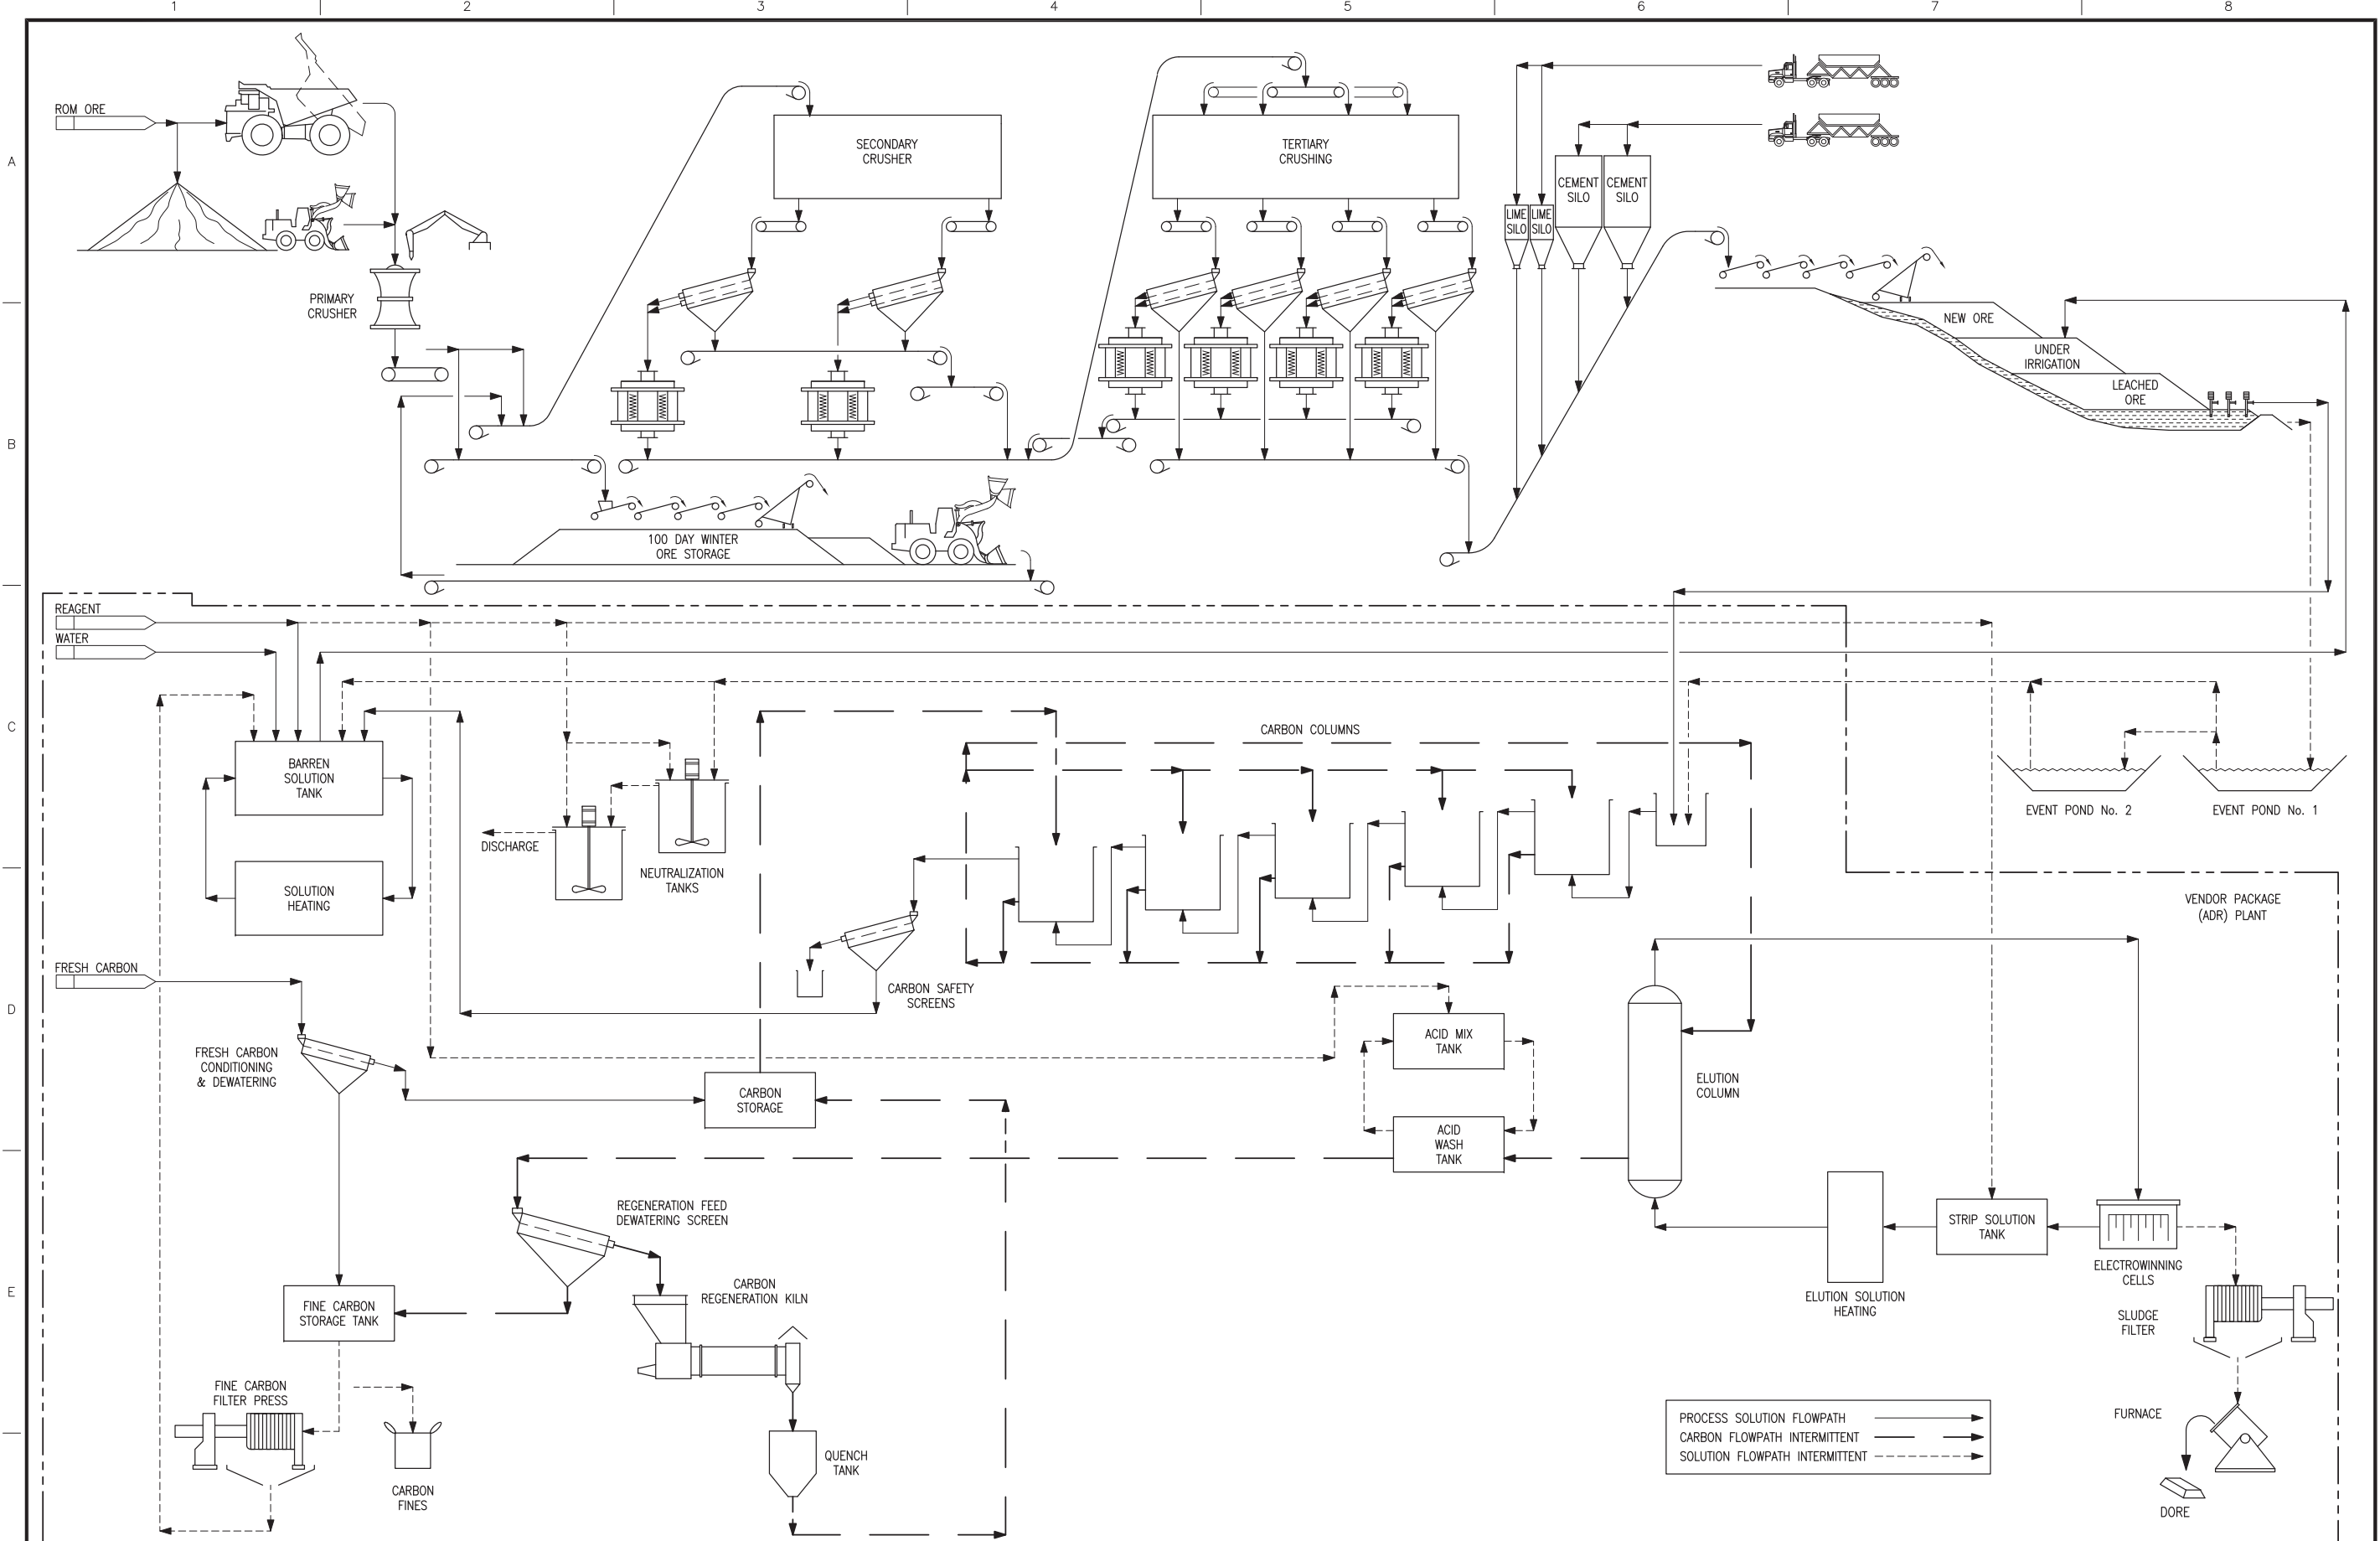 1 2 3 4 5 6 7 8
A
B
C
D
E
ROM ORE
PRIMARY
CRUSHER
SECONDARY
CRUSHER
TERTIARY
CRUSHING
LIME
SILO
LIME
SILO
CEMENT
SILO
CEMENT
SILO
NEW ORE
UNDER
IRRIGATION
LEACHED
ORE
100 DAY WINTER
ORE STORAGE
REAGENT
WATER
BARREN
SOLUTION
TANK
SOLUTION
HEATING
DISCHARGE
NEUTRALIZATION
TANKS
CARBON COLUMNS
EVENT POND No. 2
EVENT POND No. 1
VENDOR PACKAGE
(ADR) PLANT
FRESH CARBON
CARBON SAFETY
SCREENS
FRESH CARBON
CONDITIONING
& DEWATERING
CARBON
STORAGE
ACID MIX
TANK
ACID
WASH
TANK
ELUTION
COLUMN
REGENERATION FEED
DEWATERING SCREEN
STRIP SOLUTION
TANK
ELECTROWINNING
CELLS
ELUTION SOLUTION
HEATING
SLUDGE
FILTER
CARBON
REGENERATION KILN
FINE CARBON
STORAGE TANK
FINE CARBON
FILTER PRESS
CARBON
FINES
QUENCH
TANK
PROCESS SOLUTION FLOWPATH
CARBON FLOWPATH INTERMITTENT
SOLUTION FLOWPATH INTERMITTENT
FURNACE
DORE